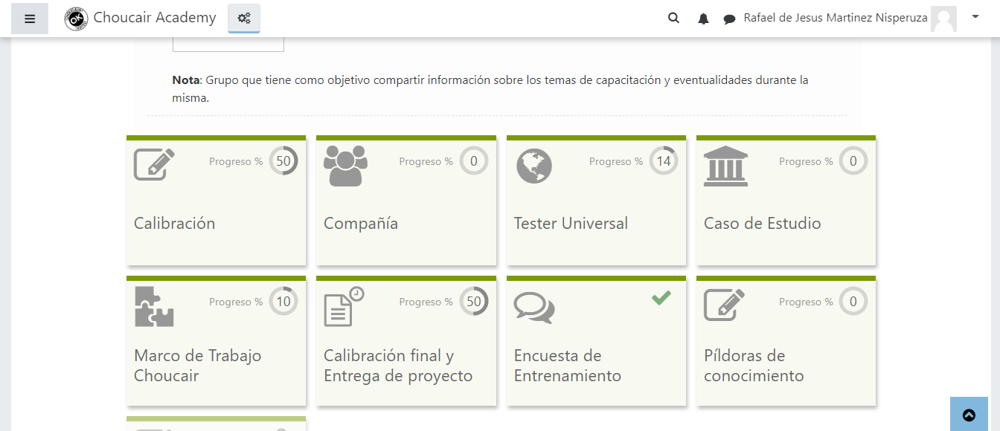 Choucair Academy
Rafael de Jesus Martinez Nisperuza
Nota: Grupo que tiene como objetivo compartir información sobre los temas de capacitación y eventualidades durante la
misma.
Progreso % 50
Calibración
Progreso % 0
Compañía
Progreso % 14
Tester Universal
Progreso % 0
Caso de Estudio
Progreso % 10
Marco de Trabajo
Choucair
Progreso % 50
Calibración final y
Entrega de proyecto
Encuesta de
Entrenamiento
Progreso % 0
Píldoras de
conocimiento